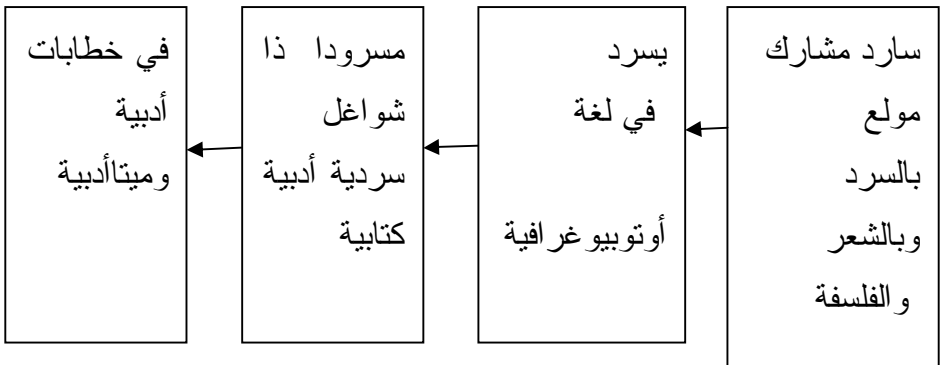 سارد مشارك
مولع
بالسرد
وبالشعر
والفلسفة
يسرد
في لغة
أوتوبيوغرافية
مسرودا ذا
شواغل
سردية أدبية
كتابية
في خطابات
أدبية
وميتاأدبية